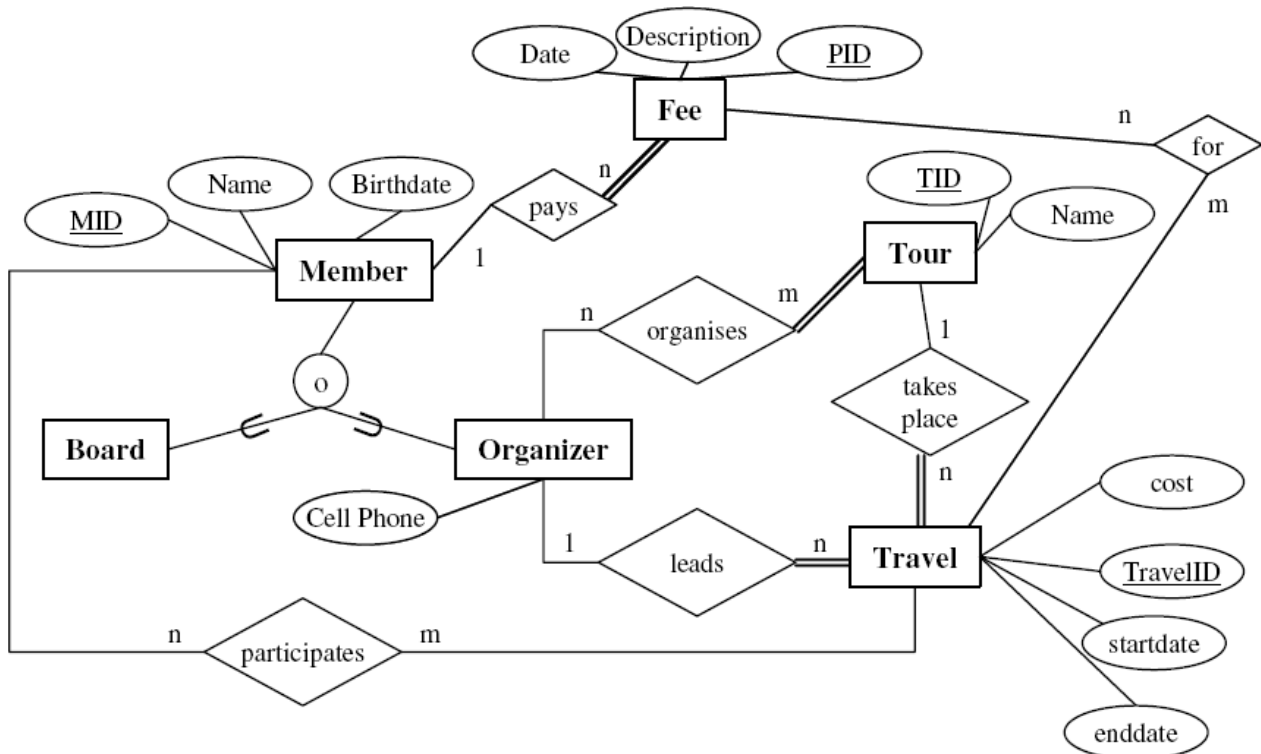 Description
Date
PID
Fee
n
for
n
Name
Birthdate
TID
MID
pays
Name
m
1
Member
Tour
n
m
organises
1
o
takes
place
Board
Organizer
n
cost
Cell Phone
1
leads
n
Travel
TravelID
n
participates
m
startdate
enddate